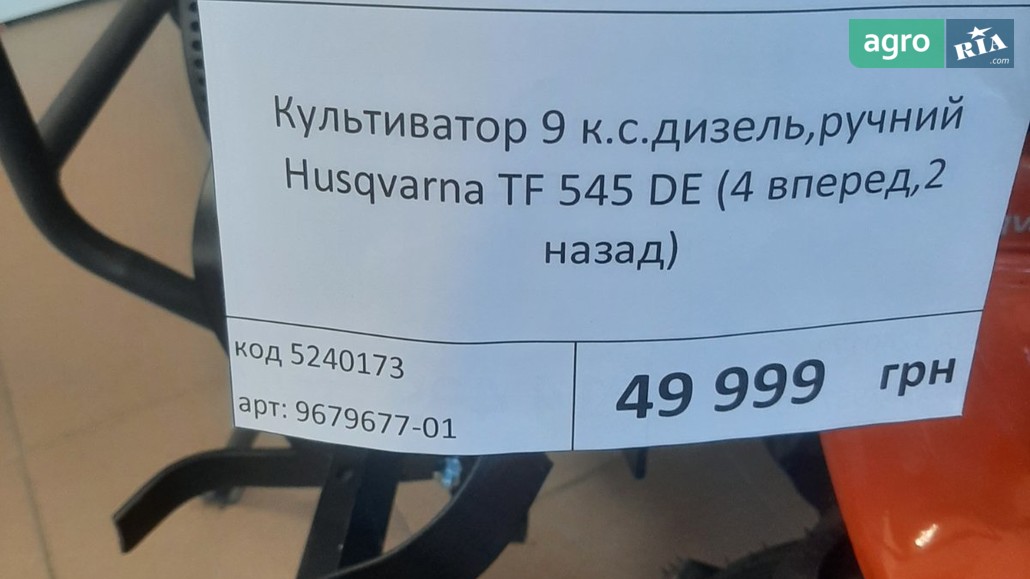 agro
RIA
.com
Культиватор 9 к.с.дизель,ручний
Husqvarna TF 545 DE (4 вперед,2
назад)
код 5240173
арт: 9679677-01
49 999 грн